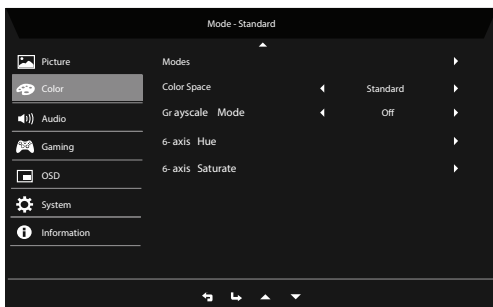 Mode - Standard
Picture
Modes
Color
Color Space Standard
Audio
Grayscale Mode Off
Gaming
6- axis Hue
OSD
6- axis Saturate
System
Information